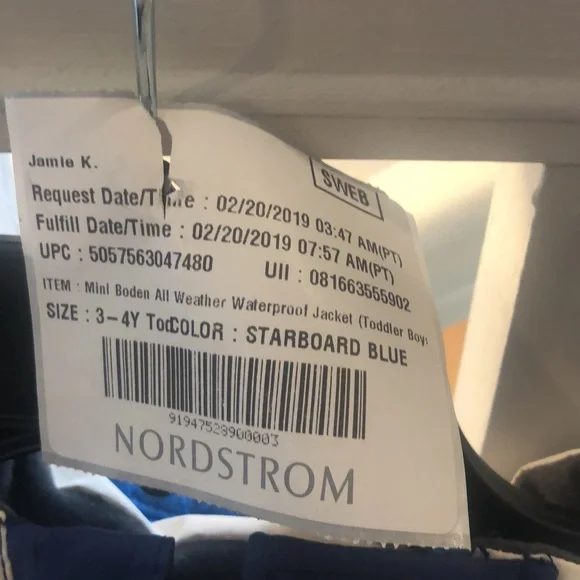 Jamie K.
SWEB
Request Date/Time : 02/20/2019 03:47 AM(PT)
Fulfill Date/Time : 02/20/2019 07:57 AM(PT)
UPC : 5057563047480 UII : 081663555902
ITEM : Mini Boden All Weather Waterproof Jacket (Toddler Boys
SIZE : 3-4Y TodCOLOR : STARBOARD BLUE
91947528900003
NORDSTROM